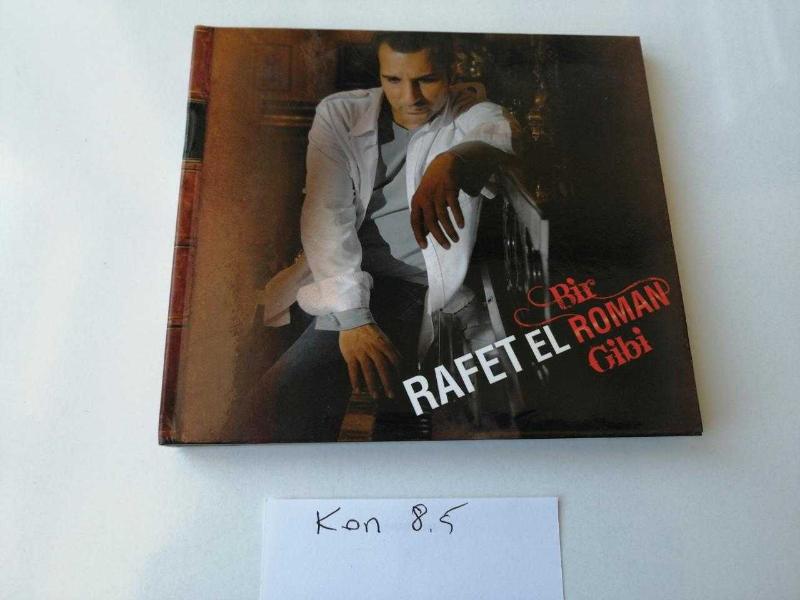 Bir
RAFET EL ROMAN
Gibi
Kon 8.5